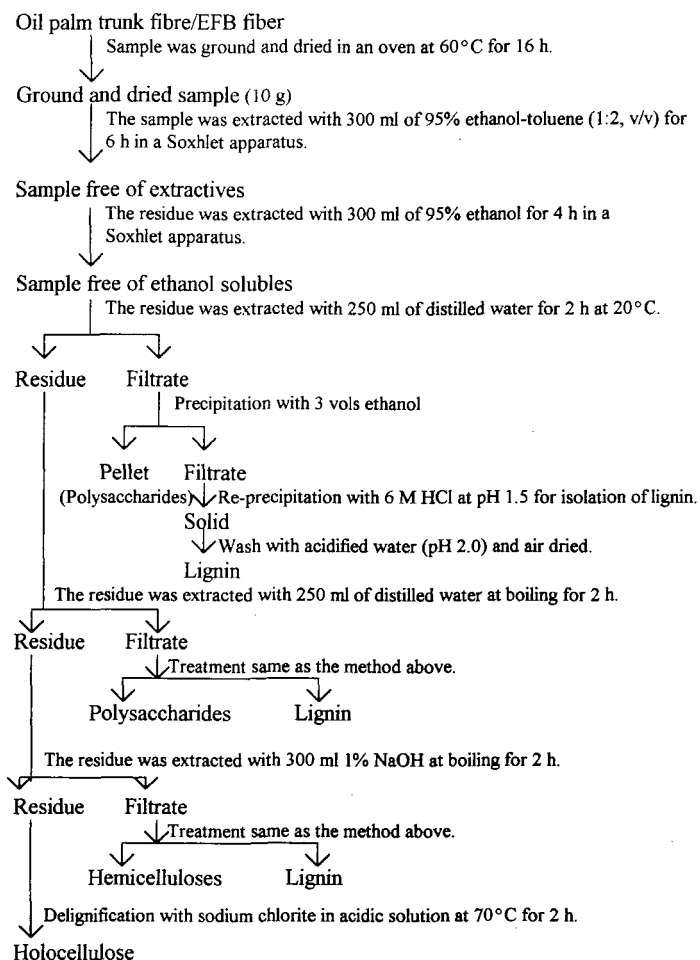 Oil palm trunk fibre/EFB fiber
Sample was ground and dried in an oven at 60°C for 16 h.
Ground and dried sample (10 g)
The sample was extracted with 300 ml of 95% ethanol-toluene (1:2, v/v) for
6 h in a Soxhlet apparatus.
Sample free of extractives
The residue was extracted with 300 ml of 95% ethanol for 4 h in a
Soxhlet apparatus.
Sample free of ethanol solubles
The residue was extracted with 250 ml of distilled water for 2 h at 20°C.
Residue Filtrate
Precipitation with 3 vols ethanol
Pellet Filtrate
(Polysaccharides) Re-precipitation with 6 M HCl at pH 1.5 for isolation of lignin.
Solid
Wash with acidified water (pH 2.0) and air dried.
Lignin
The residue was extracted with 250 ml of distilled water at boiling for 2 h.
Residue Filtrate
Treatment same as the method above.
Polysaccharides Lignin
The residue was extracted with 300 ml 1% NaOH at boiling for 2 h.
Residue Filtrate
Treatment same as the method above.
Hemicelluloses Lignin
Delignification with sodium chlorite in acidic solution at 70°C for 2 h.
Holocellulose